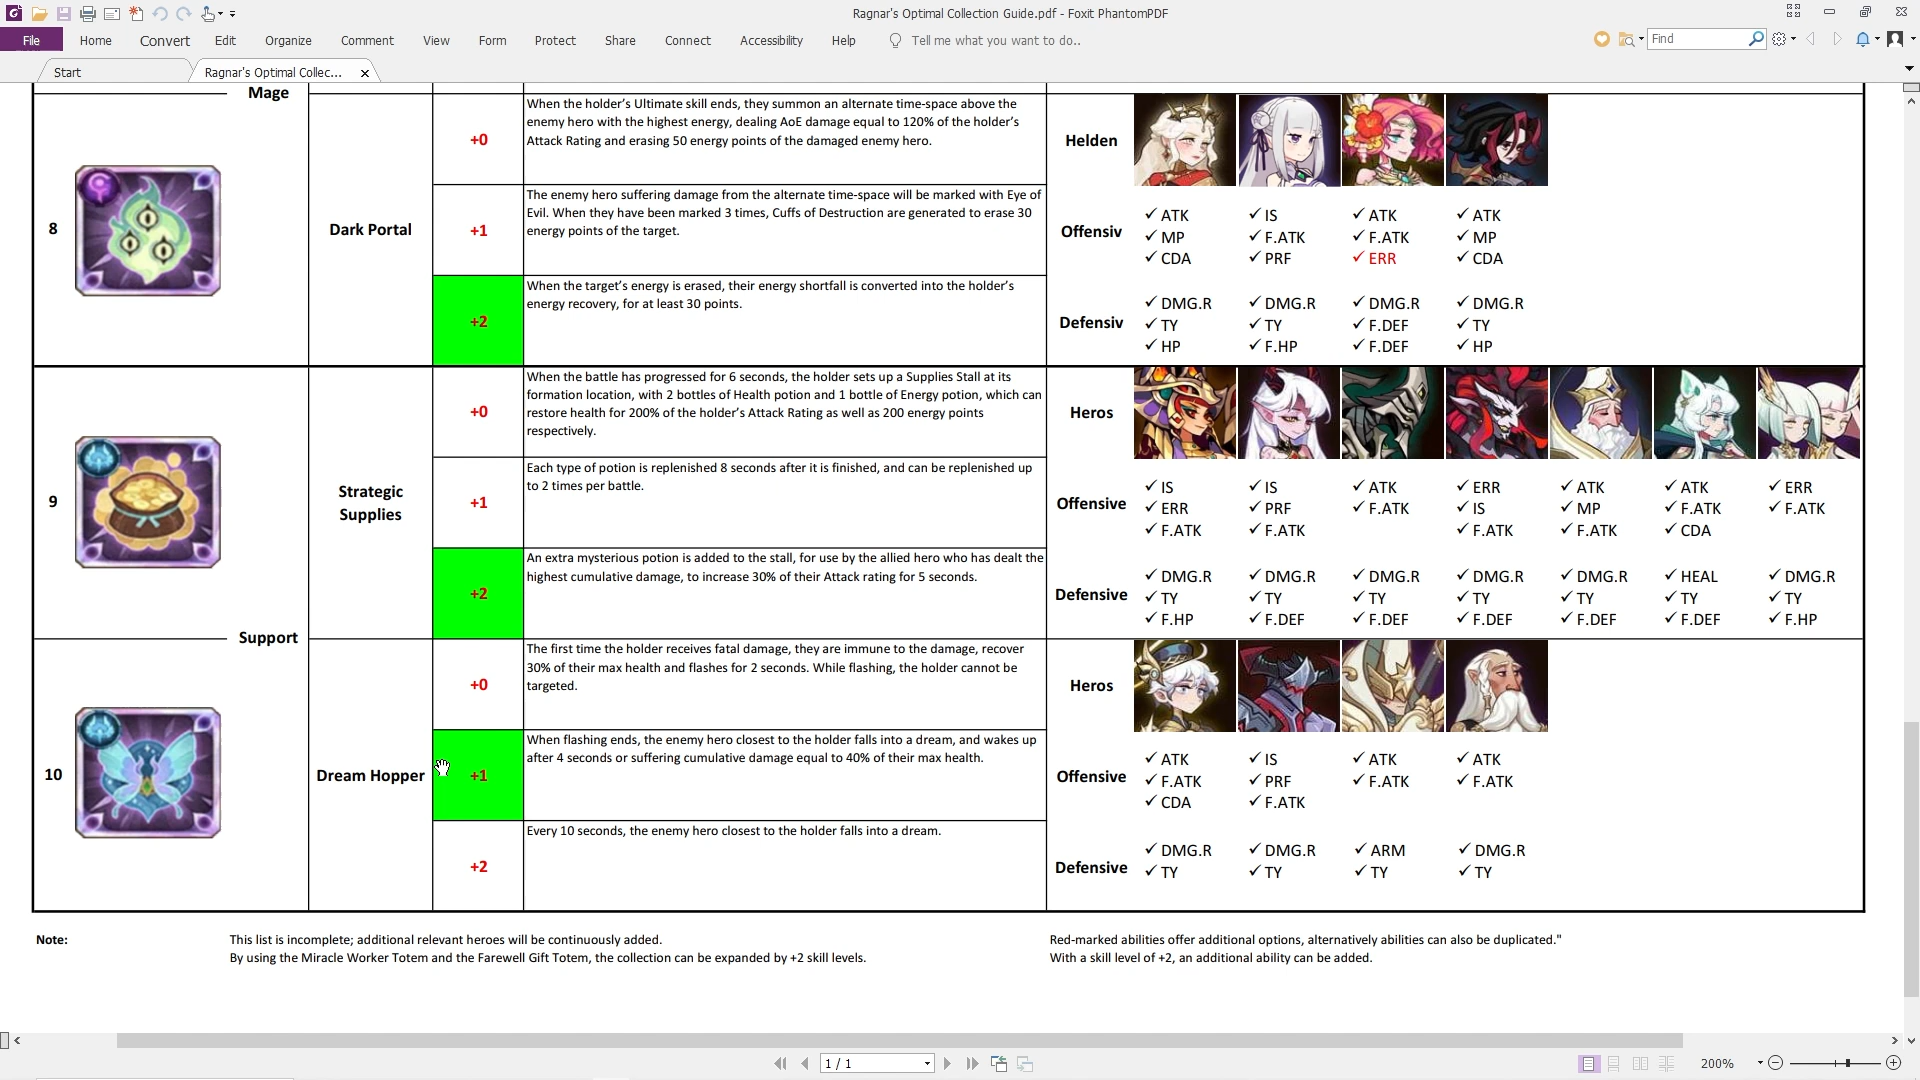 Ragnar's Optimal Collection Guide.pdf - Foxit PhantomPDF
File
Home
Convert
Edit
Organize
Comment
View
Form
Protect
Share
Connect
Accessibility
Help
Tell me what you want to do..
Find
Start
Ragnar's Optimal Collec...
Mage
8
Dark Portal
+0
When the holder's Ultimate skill ends, they summon an alternate time-space above the
enemy hero with the highest energy, dealing AoE damage equal to 120% of the holder's
Attack Rating and erasing 50 energy points of the damaged enemy hero.
+1
The enemy hero suffering damage from the alternate time-space will be marked with Eye of
Evil. When they have been marked 3 times, Cuffs of Destruction are generated to erase 30
energy points of the target.
+2
When the target's energy is erased, their energy shortfall is converted into the holder's
energy recovery, for at least 30 points.
Helden
Offensiv
✓ ATK ✓ IS ✓ ATK ✓ ATK
✓ MP ✓ F.ATK ✓ F.ATK ✓ MP
✓ CDA ✓ PRF ✓ ERR ✓ CDA
Defensiv
✓ DMG.R ✓ DMG.R ✓ DMG.R ✓ DMG.R
✓ TY ✓ TY ✓ F.DEF ✓ TY
✓ HP ✓ F.HP ✓ F.DEF ✓ HP
9
Strategic
Supplies
+0
When the battle has progressed for 6 seconds, the holder sets up a Supplies Stall at its
formation location, with 2 bottles of Health potion and 1 bottle of Energy potion, which can
restore health for 200% of the holder's Attack Rating as well as 200 energy points
respectively.
+1
Each type of potion is replenished 8 seconds after it is finished, and can be replenished up
to 2 times per battle.
+2
An extra mysterious potion is added to the stall, for use by the allied hero who has dealt the
highest cumulative damage, to increase 30% of their Attack rating for 5 seconds.
Heros
Offensive
✓ IS ✓ IS ✓ ATK ✓ ERR ✓ ATK ✓ ATK ✓ ERR
✓ ERR ✓ PRF ✓ F.ATK ✓ IS ✓ MP ✓ F.ATK ✓ F.ATK
✓ F.ATK ✓ F.ATK ✓ F.ATK ✓ F.ATK ✓ CDA
Defensive
✓ DMG.R ✓ DMG.R ✓ DMG.R ✓ DMG.R ✓ DMG.R ✓ HEAL ✓ DMG.R
✓ TY ✓ TY ✓ TY ✓ TY ✓ TY ✓ TY ✓ TY
✓ F.HP ✓ F.DEF ✓ F.DEF ✓ F.DEF ✓ F.DEF ✓ F.DEF ✓ F.HP
Support
10
Dream Hopper
+0
The first time the holder receives fatal damage, they are immune to the damage, recover
30% of their max health and flashes for 2 seconds. While flashing, the holder cannot be
targeted.
+1
When flashing ends, the enemy hero closest to the holder falls into a dream, and wakes up
after 4 seconds or suffering cumulative damage equal to 40% of their max health.
+2
Every 10 seconds, the enemy hero closest to the holder falls into a dream.
Heros
Offensive
✓ ATK ✓ IS ✓ ATK ✓ ATK
✓ F.ATK ✓ PRF ✓ F.ATK ✓ F.ATK
✓ CDA ✓ F.ATK
Defensive
✓ DMG.R ✓ DMG.R ✓ ARM ✓ DMG.R
✓ TY ✓ TY ✓ TY ✓ TY
Note:
This list is incomplete; additional relevant heroes will be continuously added.
By using the Miracle Worker Totem and the Farewell Gift Totem, the collection can be expanded by +2 skill levels.
Red-marked abilities offer additional options, alternatively abilities can also be duplicated."
With a skill level of +2, an additional ability can be added.
1 / 1
200%